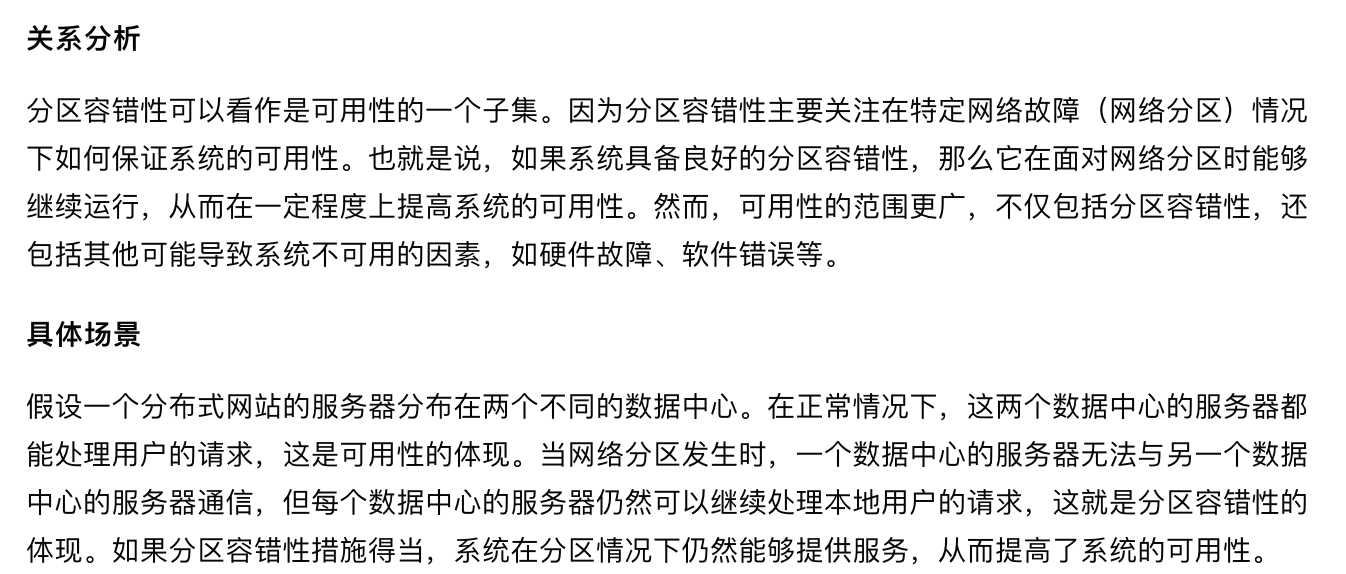 关系分析
分区容错性可以看作是可用性的一个子集。因为分区容错性主要关注在特定网络故障（网络分区）情况
下如何保证系统的可用性。也就是说，如果系统具备良好的分区容错性，那么它在面对网络分区时能够
继续运行，从而在一定程度上提高系统的可用性。然而，可用性的范围更广，不仅包括分区容错性，还
包括其他可能导致系统不可用的因素，如硬件故障、软件错误等。
具体场景
假设一个分布式网站的服务器分布在两个不同的数据中心。在正常情况下，这两个数据中心的服务器都
能处理用户的请求，这是可用性的体现。当网络分区发生时，一个数据中心的服务器无法与另一个数据
中心的服务器通信，但每个数据中心的服务器仍然可以继续处理本地用户的请求，这就是分区容错性的
体现。如果分区容错性措施得当，系统在分区情况下仍然能够提供服务，从而提高了系统的可用性。